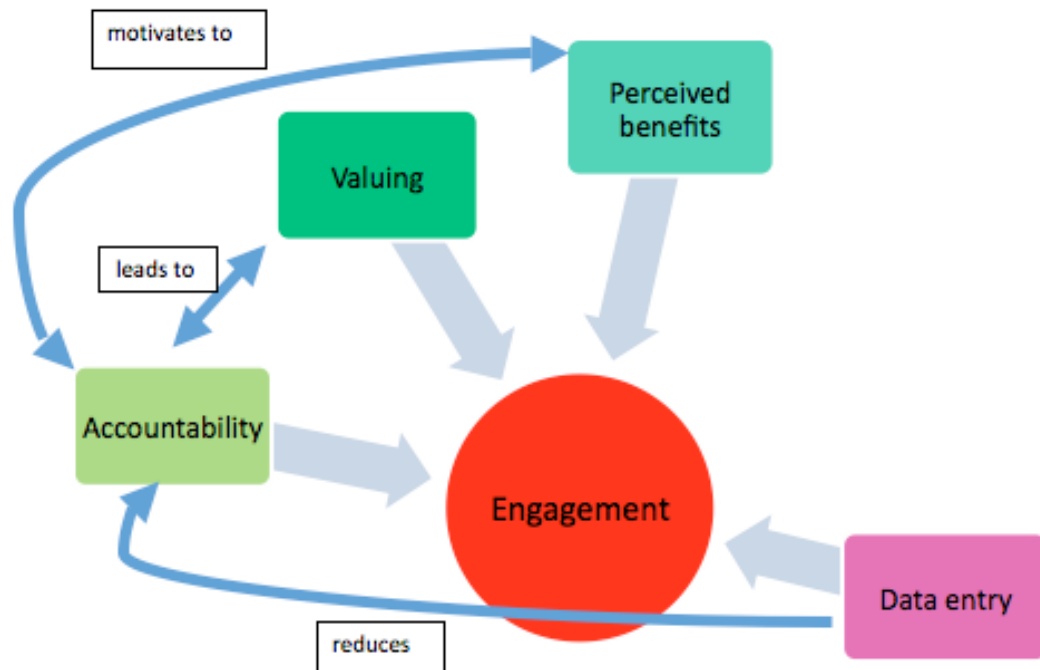 motivates to
Perceived
benefits
Valuing
leads to
Accountability
Engagement
Data entry
reduces